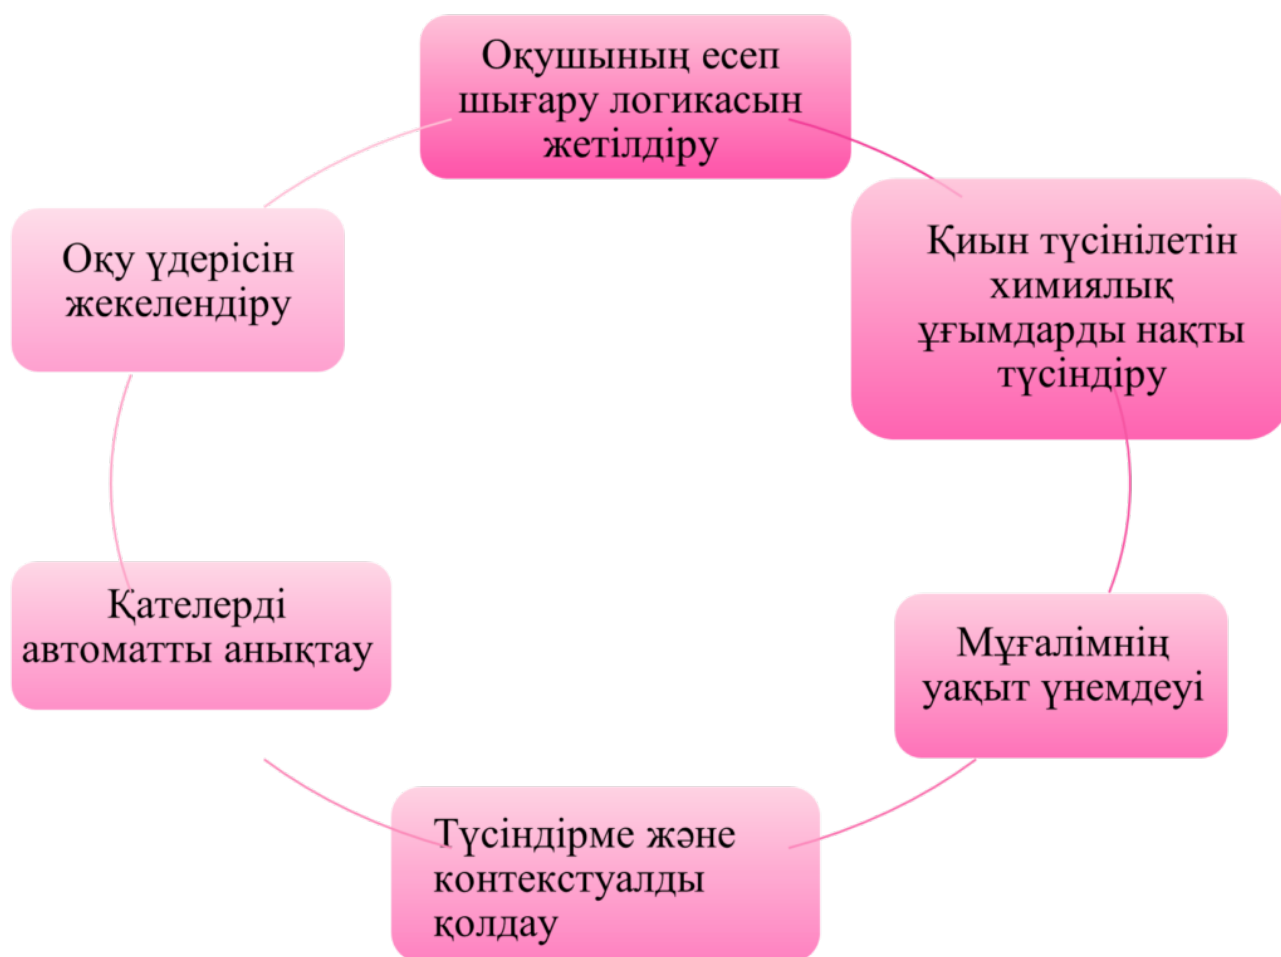 Оқушының есеп
шығару логикасын
жетілдіру
Қиын түсінілетін
химиялық
ұғымдарды нақты
түсіндіру
Мұғалімнің
уақыт үнемдеуі
Түсіндірме және
контекстуалды
қолдау
Қателерді
автоматты анықтау
Оқу үдерісін
жекелендіру